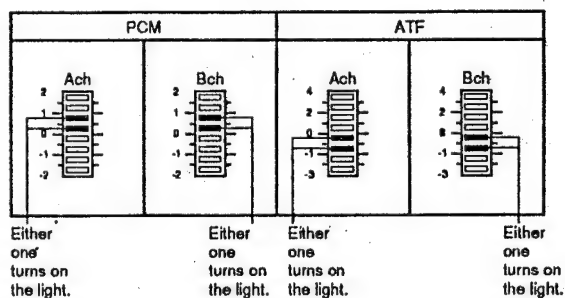 PCM ATF
Ach Bch Ach Bch
2 2 4 4
1 1 2 2
0 0 0
-1 -1 -1 -1
-2 -2 -3 -3
Either Either Either Either
one one one one
turns on turns on turns on turns on
the light. the light. the light. the light.